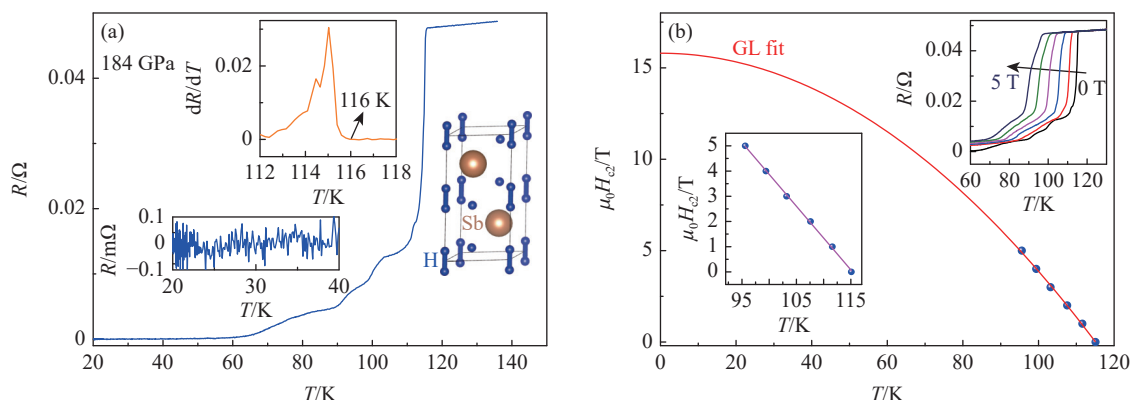 (a)
184 GPa
R/Ω
0.04
0.02
0
20
40
60
80
100
120
140
T/K
dR/dT
0.02
0
116 K
112
114
116
118
T/K
Sb
H
R/mΩ
0.1
0
−0.1
20
30
40
T/K
(b)
GL fit
μ₀Hc2/T
15
10
5
0
0
20
40
60
80
100
120
T/K
R/Ω
0.04
0.02
0
5 T
0 T
60
80
100
120
T/K
μ₀Hc2/T
5
4
3
2
1
0
95
105
115
T/K